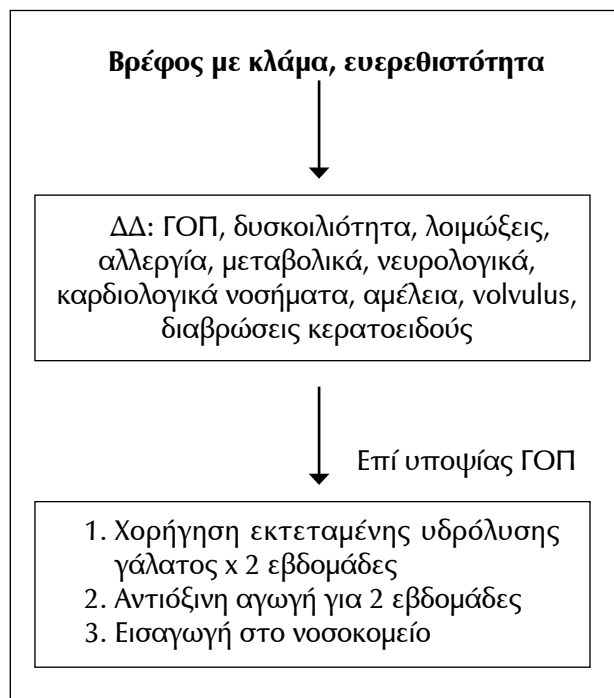 Βρέφος με κλάμα, ευερεθιστότητα
ΔΔ: ΓΟΠ, δυσκοιλιότητα, λοιμώξεις,
αλλεργία, μεταβολικά, νευρολογικά,
καρδιολογικά νοσήματα, αμέλεια, volvulus,
διαβρώσεις κερατοειδούς
Επί υποψίας ΓΟΠ
1. Χορήγηση εκτεταμένης υδρόλυσης
γάλατος x 2 εβδομάδες
2. Αντιόξινη αγωγή για 2 εβδομάδες
3. Εισαγωγή στο νοσοκομείο